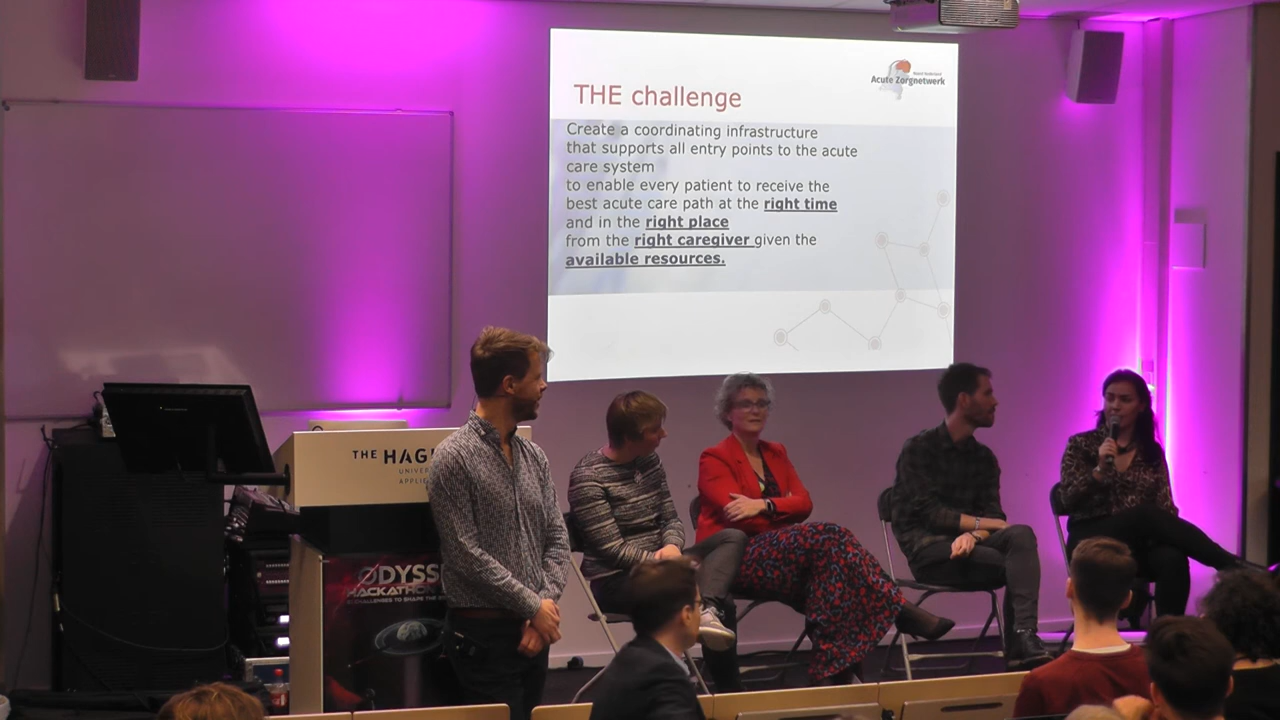 Acute Zorgnetwerk
THE challenge
Create a coordinating infrastructure
that supports all entry points to the acute
care system
to enable every patient to receive the
best acute care path at the right time
and in the right place
from the right caregiver given the
available resources.
THE HAG
UNIVER
APPLIE
ODYSS
HACKATHON